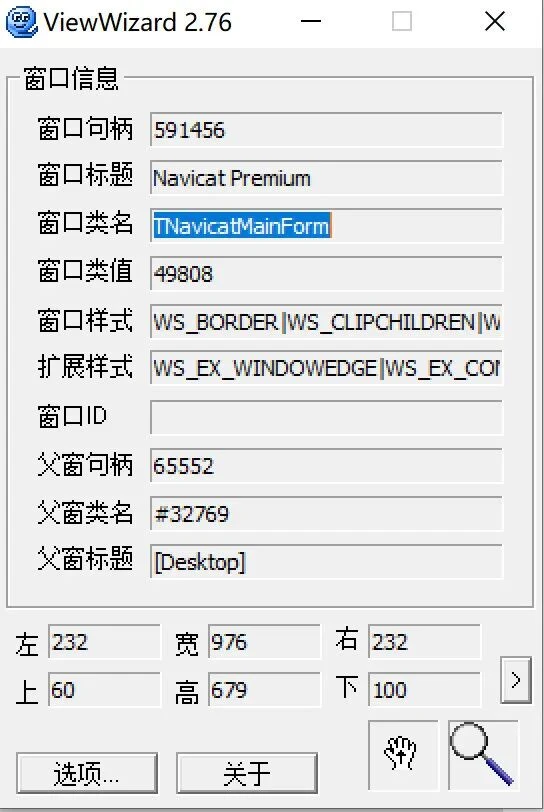 ViewWizard 2.76
窗口信息
窗口句柄 591456
窗口标题 Navicat Premium
窗口类名 TNavicatMainForm
窗口类值 49808
窗口样式 WS_BORDER|WS_CLIPCHILDREN|W
扩展样式 WS_EX_WINDOWEDGE|WS_EX_CON
窗口ID
父窗句柄 65552
父窗类名 #32769
父窗标题 [Desktop]
左 232 宽 976 右 232
上 60 高 679 下 100
>
选项... 关于